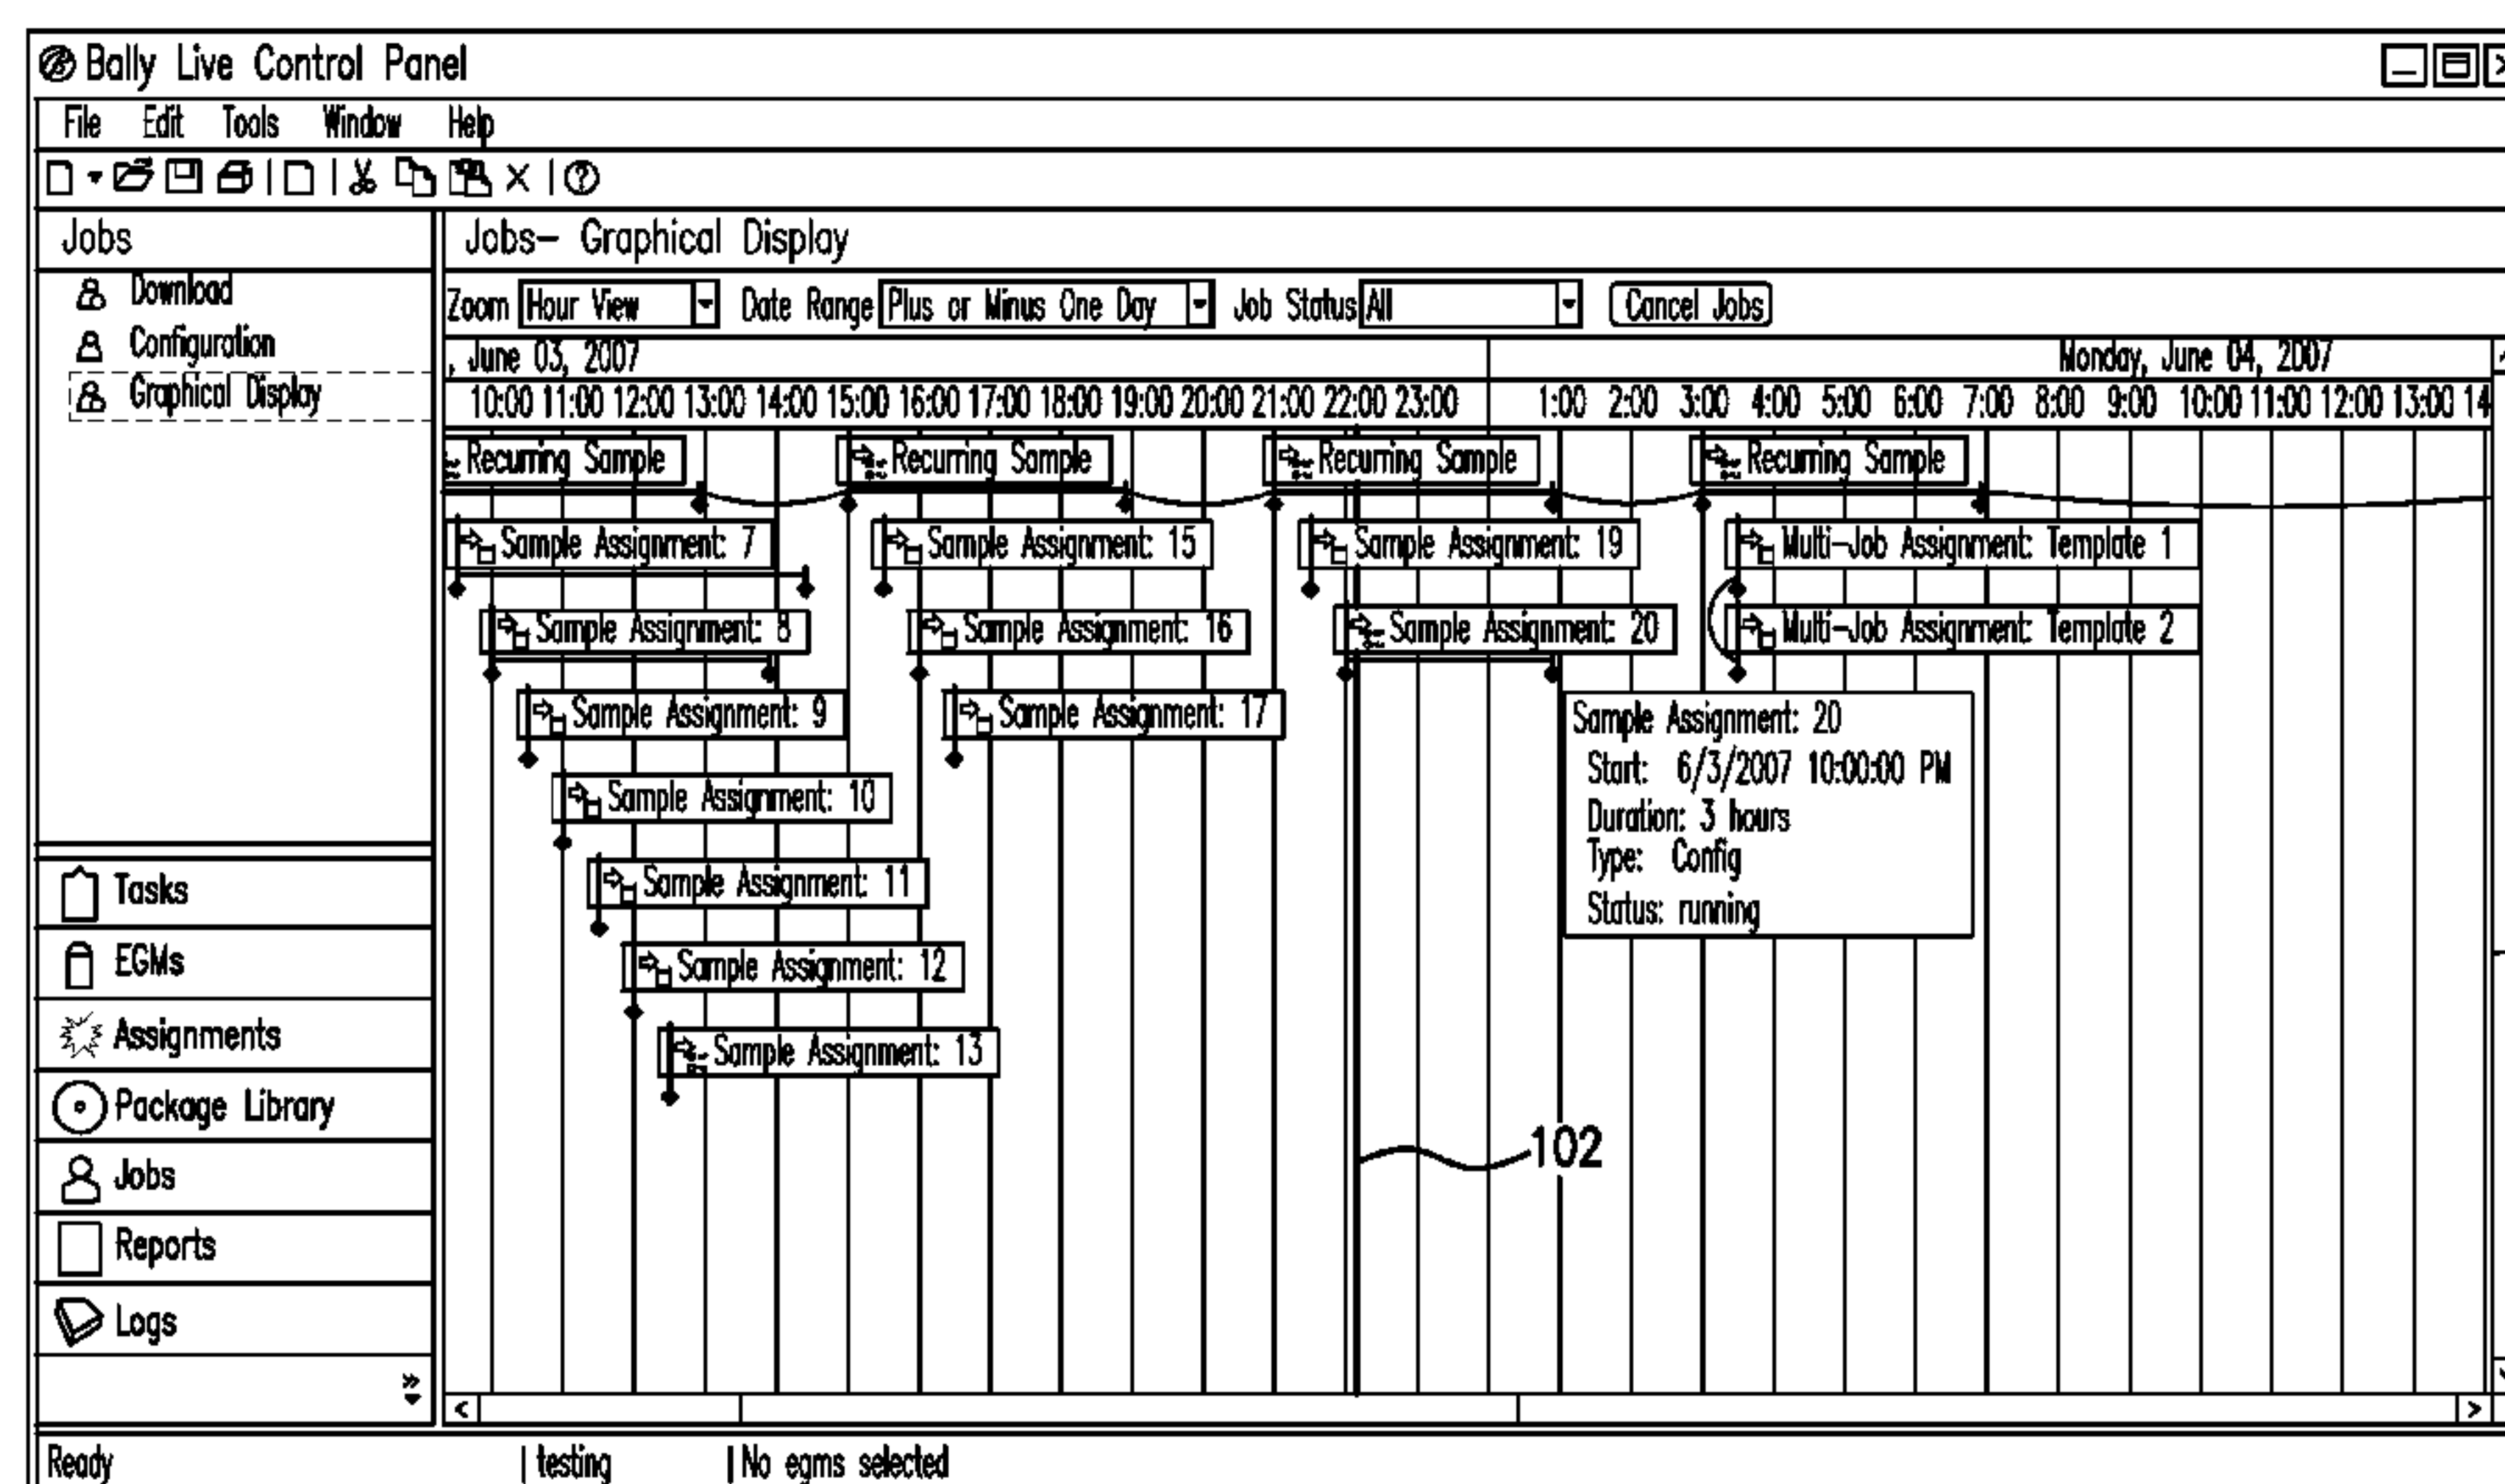 Bally Live Control Panel
File Edit Tools Window Help
Jobs
Jobs- Graphical Display
Download
Configuration
Graphical Display
Zoom Hour View Date Range Plus or Minus One Day Job Status All Cancel Jobs
, June 03, 2007 Monday, June 04, 2007
10:00 11:00 12:00 13:00 14:00 15:00 16:00 17:00 18:00 19:00 20:00 21:00 22:00 23:00 1:00 2:00 3:00 4:00 5:00 6:00 7:00 8:00 9:00 10:00 11:00 12:00 13:00 14
Recurring Sample Recurring Sample Recurring Sample Recurring Sample
Sample Assignment: 7 Sample Assignment: 15 Sample Assignment: 19 Multi-Job Assignment: Template 1
Sample Assignment: 8 Sample Assignment: 16 Sample Assignment: 20 Multi-Job Assignment: Template 2
Sample Assignment: 9 Sample Assignment: 17
Sample Assignment: 10
Sample Assignment: 11
Sample Assignment: 12
Sample Assignment: 13
Sample Assignment: 20
Start: 6/3/2007 10:00:00 PM
Duration: 3 hours
Type: Config
Status: running
102
Tasks
EGMs
Assignments
Package Library
Jobs
Reports
Logs
Ready testing No egms selected